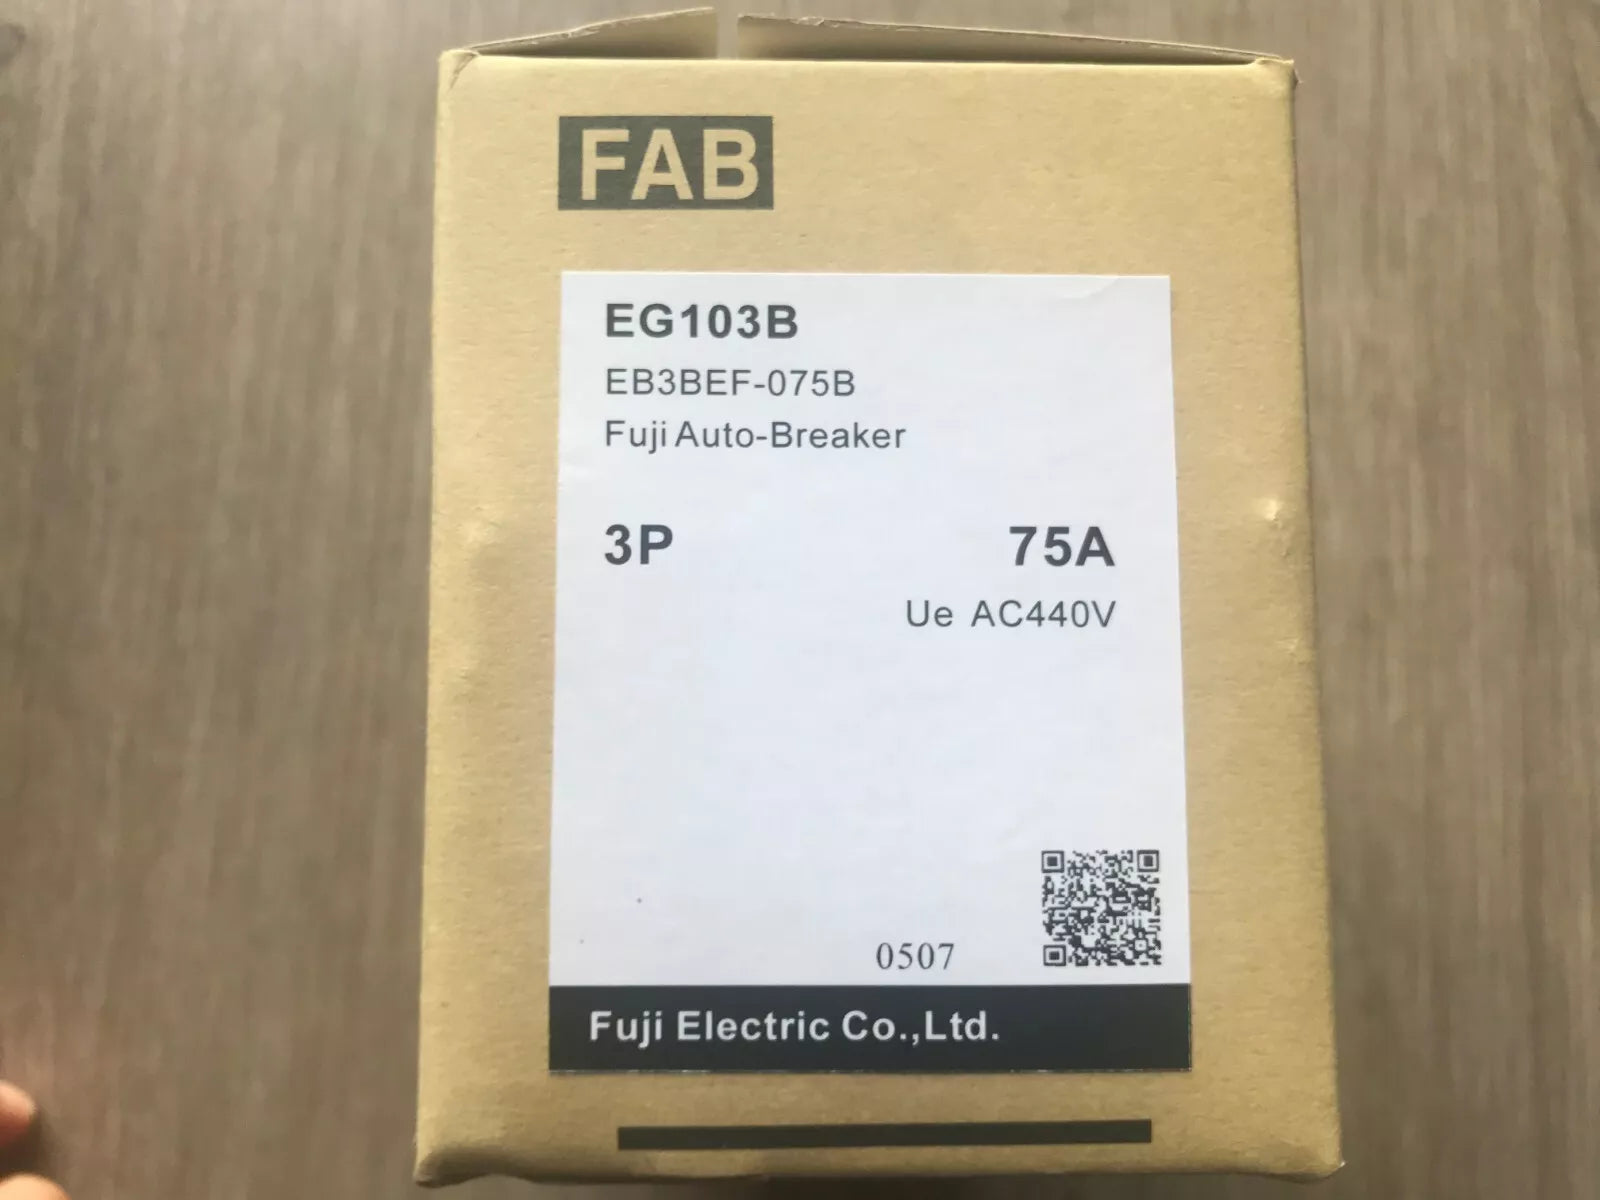 FAB
EG103B
EB3BEF-075B
Fuji Auto-Breaker
3P 75A
Ue AC440V
0507
Fuji Electric Co.,Ltd.